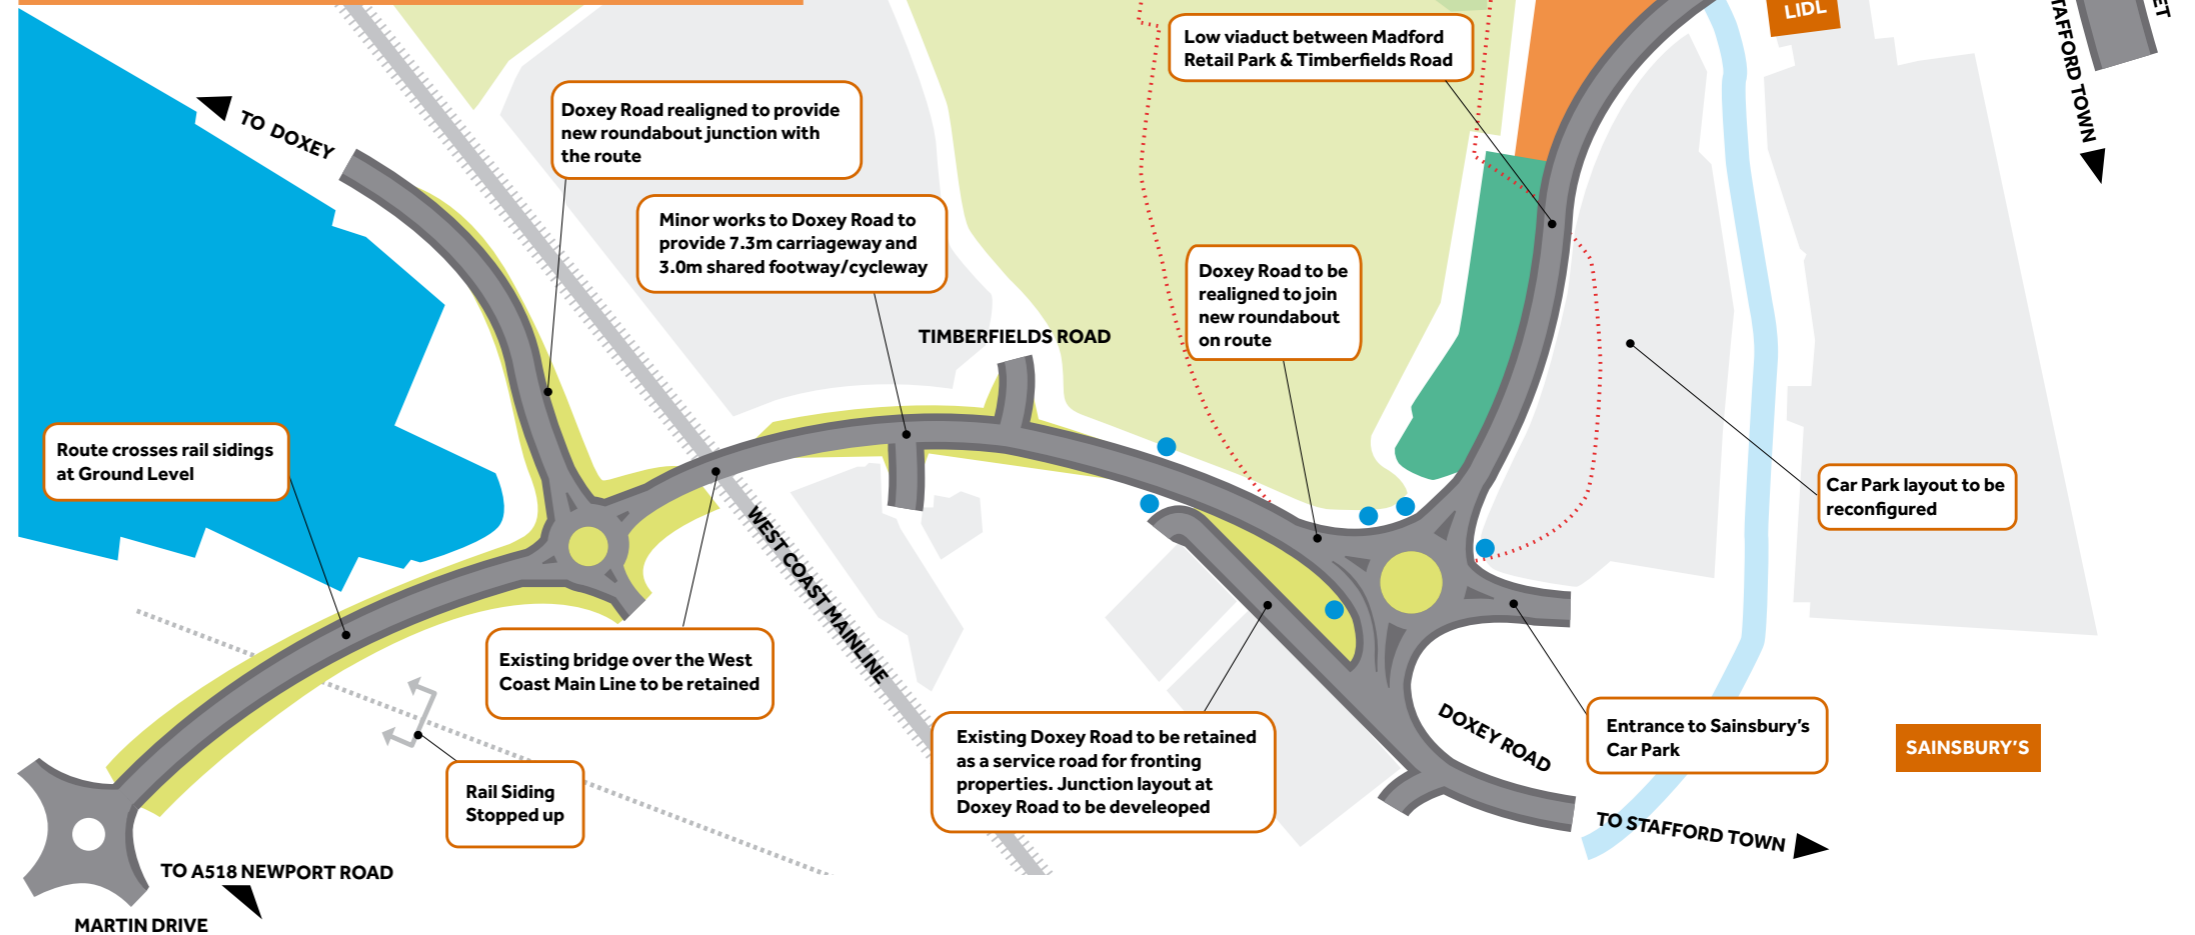 LIDL
Low viaduct between Madford
Retail Park & Timberfields Road
TAFFORD TOWN
ET
TO DOXEY
Doxey Road realigned to provide
new roundabout junction with
the route
Minor works to Doxey Road to
provide 7.3m carriageway and
3.0m shared footway/cycleway
Doxey Road to be
realigned to join
new roundabout
on route
TIMBERFIELDS ROAD
Route crosses rail sidings
at Ground Level
Car Park layout to be
reconfigured
WEST COAST MAINLINE
Existing bridge over the West
Coast Main Line to be retained
DOXEY ROAD
Entrance to Sainsbury's
Car Park
SAINSBURY'S
Existing Doxey Road to be retained
as a service road for fronting
properties. Junction layout at
Doxey Road to be develeoped
Rail Siding
Stopped up
TO STAFFORD TOWN
TO A518 NEWPORT ROAD
MARTIN DRIVE